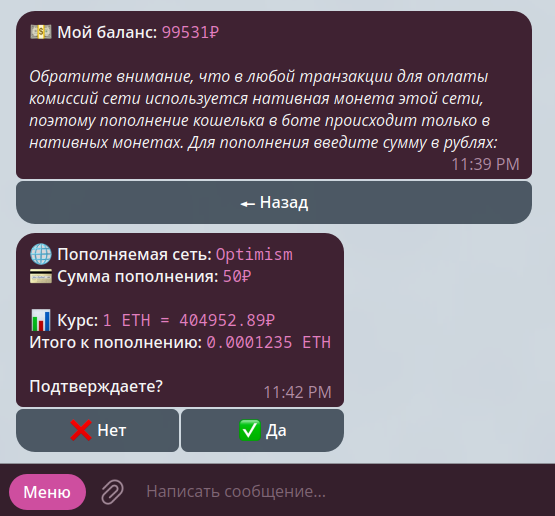 Мой баланс: 99531₽
Обратите внимание, что в любой транзакции для оплаты
комиссий сети используется нативная монета этой сети,
поэтому пополнение кошелька в боте происходит только в
нативных монетах. Для пополнения введите сумму в рублях:
11:39 PM
← Назад
Пополняемая сеть: Optimism
Сумма пополнения: 50₽
Курс: 1 ETH = 404952.89₽
Итого к пополнению: 0.0001235 ETH
Подтверждаете?
11:42 PM
❌ Нет
✅ Да
Меню
Написать сообщение...